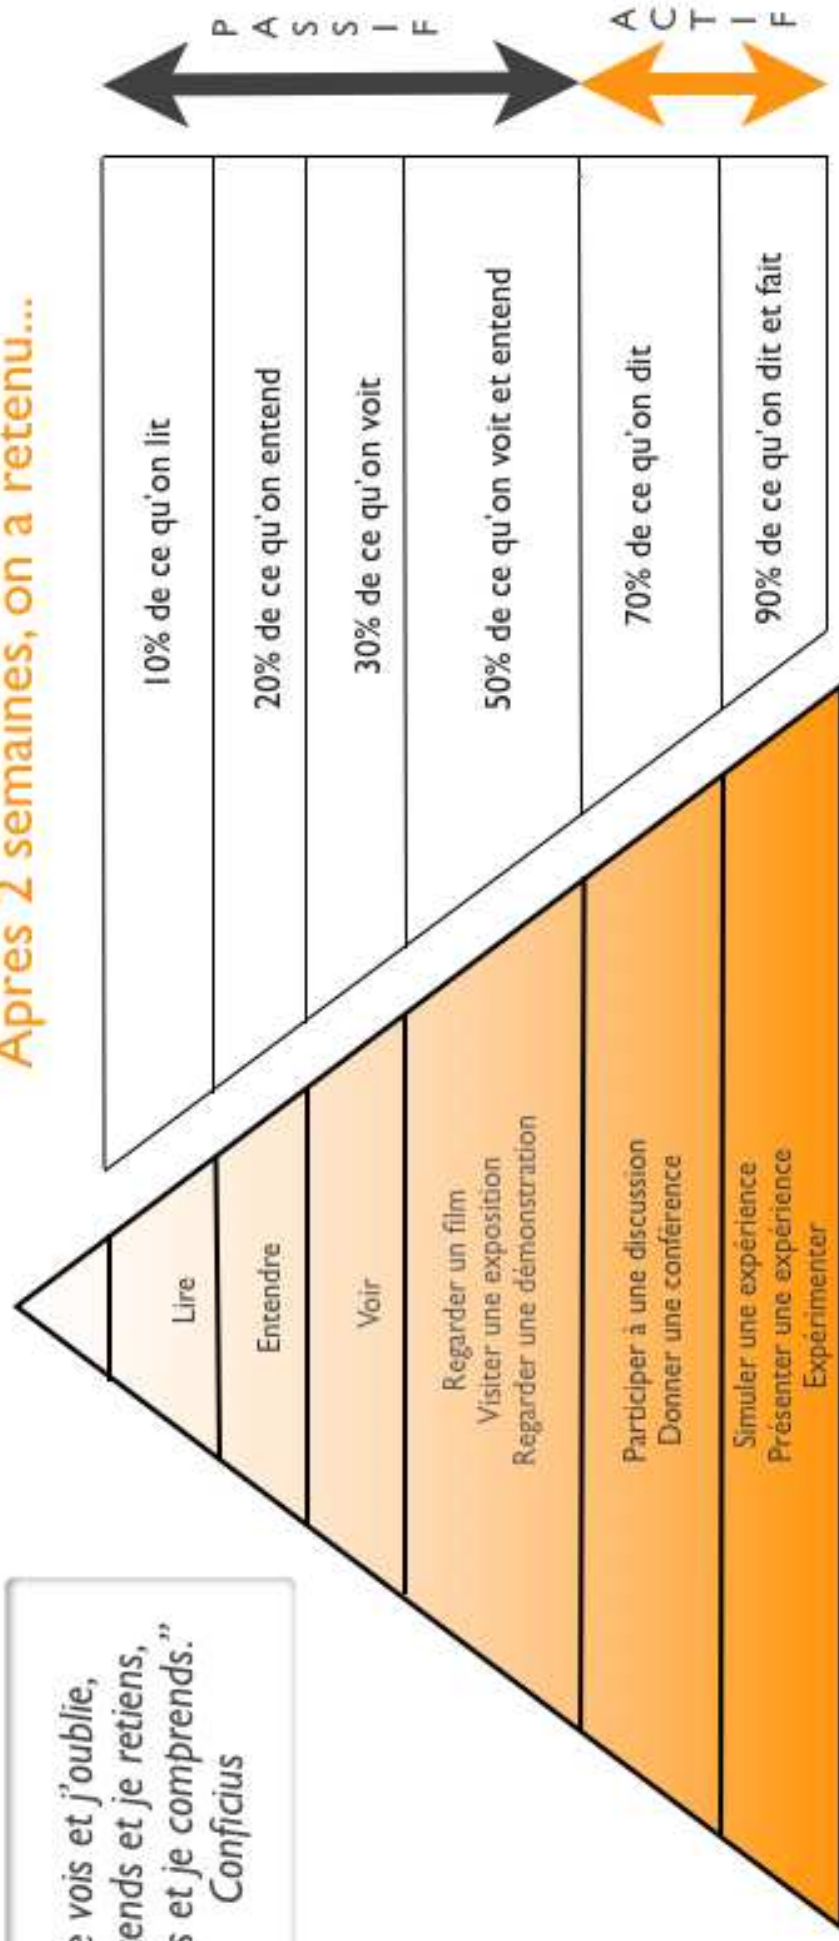 Après 2 semaines, on a retenu...
vois et j'oublie,
et je retiens,
et je comprends.”
Conficius
Lire
10% de ce qu'on lit
Entendre
20% de ce qu'on entend
Voir
30% de ce qu'on voit
Regarder un film
Visiter une exposition
Regarder une démonstration
50% de ce qu'on voit et entend
Participer à une discussion
Donner une conférence
70% de ce qu'on dit
Simuler une expérience
Présenter une expérience
Expérimenter
90% de ce qu'on dit et fait
PASSIF
ACTIF